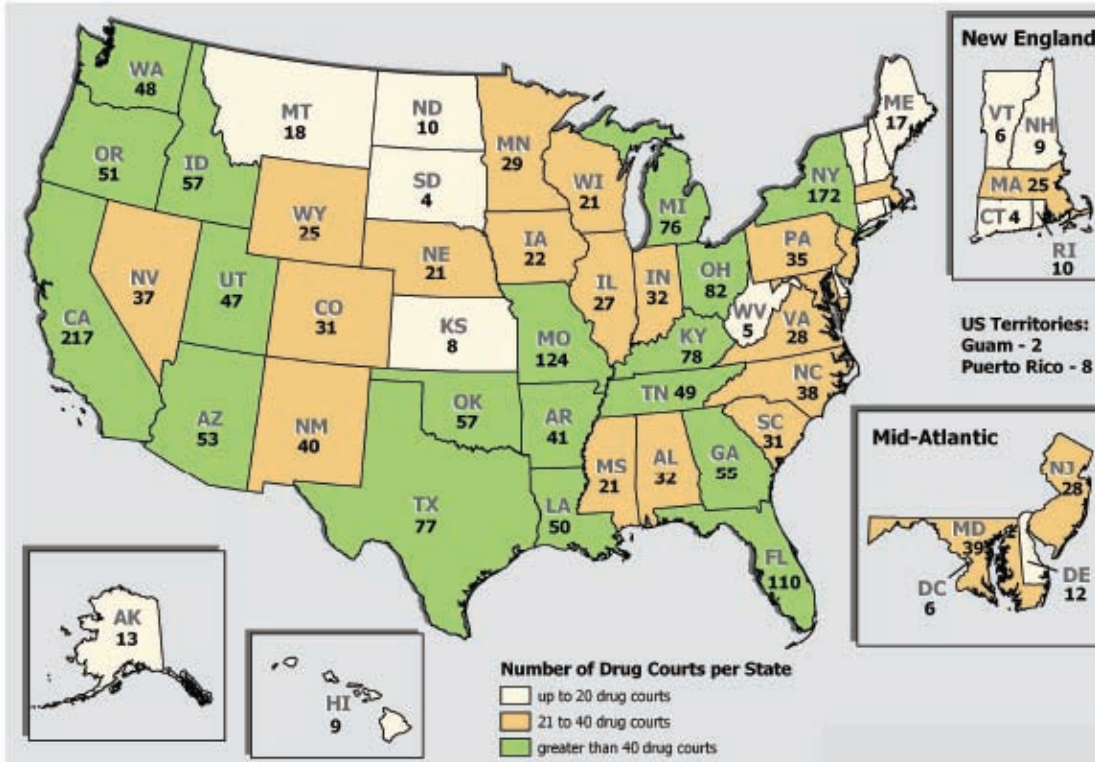 WA
48
MT
18
ND
10
MN
29
OR
51
ID
57
SD
4
WI
21
MI
76
NY
172
ME
17
WY
25
NE
21
IA
22
PA
35
NV
37
UT
47
CO
31
IL
27
IN
32
OH
82
WV
5
VA
28
CA
217
KS
8
MO
124
KY
78
NC
38
AZ
53
NM
40
OK
57
AR
41
TN 49
SC
31
MS
21
AL
32
GA
55
TX
77
LA
50
FL
110
AK
13
HI
9
New England
VT
6
NH
9
MA 25
CT 4
RI
10
US Territories:
Guam - 2
Puerto Rico - 8
Mid-Atlantic
NJ
28
MD
39
DC
6
DE
12
Number of Drug Courts per State
up to 20 drug courts
21 to 40 drug courts
greater than 40 drug courts